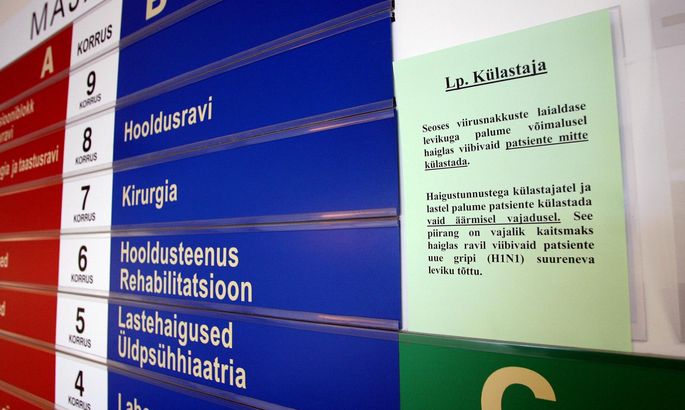 MAJ
A
KORRUS
B
9
KORRUS
8
KORRUS
Hooldusravi
ravi
ja taastusravi
7
KORRUS
Kirurgia
6
KORRUS
Hooldusteenus
Rehabilitatsioon
5
KORRUS
Lastehaigused
Üldpsühhiaatria
4
KORRUS
C
Lp. Külastaja
Seoses viirusnakkuste laialdase
levikuga palume võimalusel
haiglas viibivaid patsiente mitte
külastada.
Haigustunnustega külastajatel ja
lastel palume patsiente külastada
vaid äärmisel vajadusel. See
piirang on vajalik kaitsmaks
haiglas ravil viibivaid patsiente
uue gripi (H1N1) suureneva
leviku tõttu.